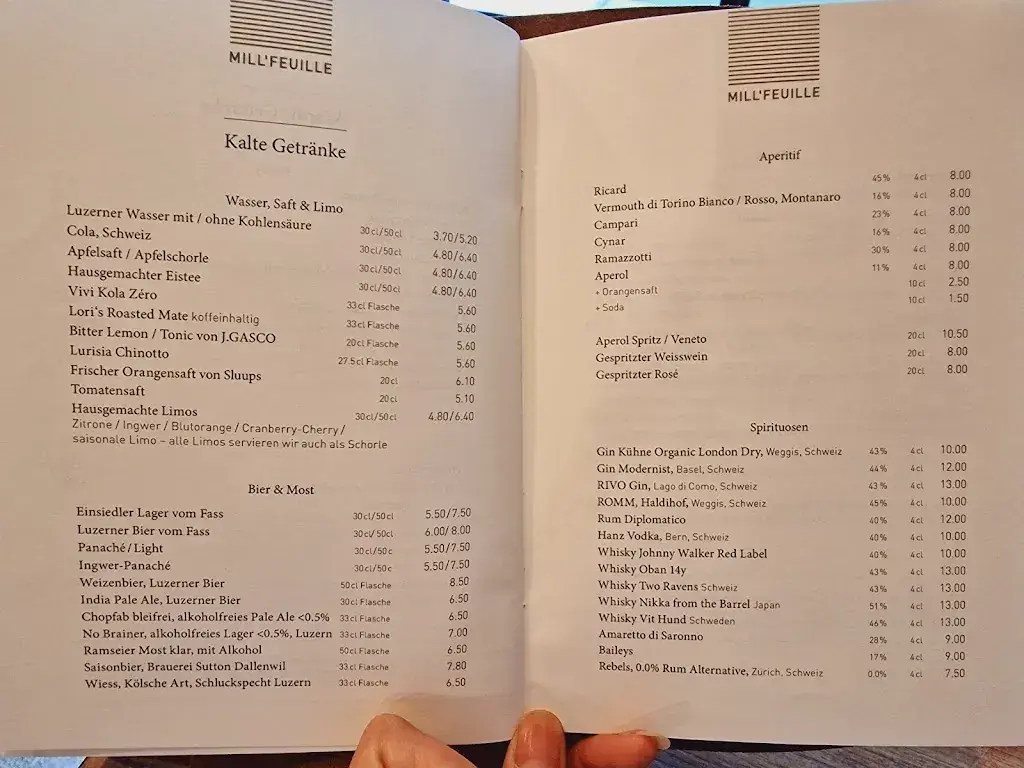 MILL'FEUILLE
Kalte Getränke
Wasser, Saft & Limo
Luzerner Wasser mit / ohne Kohlensäure 30cl/50cl 3.70/5.20
Cola, Schweiz 30cl/50cl 4.80/6.40
Apfelsaft / Apfelschorle 30cl/50cl 4.80/6.40
Hausgemachter Eistee 30cl/50cl 4.80/6.40
Vivi Kola Zéro 33cl Flasche 5.60
Lori's Roasted Mate koffeinhaltig 33cl Flasche 5.60
Bitter Lemon / Tonic von J.GASCO 20cl Flasche 5.60
Lurisia Chinotto 27.5cl Flasche 5.60
Frischer Orangensaft von Sluups 20cl 6.10
Tomatensaft 20cl 5.10
Hausgemachte Limos 30cl/50cl 4.80/6.40
Zitrone / Ingwer / Blutorange / Cranberry-Cherry /
saisonale Limo – alle Limos servieren wir auch als Schorle
Bier & Most
Einsiedler Lager vom Fass 30cl/50cl 5.50/7.50
Luzerner Bier vom Fass 30cl/ 50cl 6.00/ 8.00
Panaché / Light 30cl/50c 5.50/7.50
Ingwer-Panaché 30cl/50c 5.50/7.50
Weizenbier, Luzerner Bier 50cl Flasche 8.50
India Pale Ale, Luzerner Bier 30cl Flasche 6.50
Chopfab bleifrei, alkoholfreies Pale Ale <0.5% 33cl Flasche 6.50
No Brainer, alkoholfreies Lager <0.5%, Luzern 33cl Flasche 7.00
Ramseier Most klar, mit Alkohol 50cl Flasche 6.50
Saisonbier, Brauerei Sutton Dallenwil 33cl Flasche 7.80
Wiess, Kölsche Art, Schluckspecht Luzern 33cl Flasche 6.50
MILL'FEUILLE
Aperitif
Ricard 45% 4cl 8.00
Vermouth di Torino Bianco / Rosso, Montanaro 16% 4cl 8.00
Campari 23% 4cl 8.00
Cynar 16% 4cl 8.00
Ramazzotti 30% 4cl 8.00
Aperol 11% 4cl 8.00
+ Orangensaft 10cl 2.50
+ Soda 10cl 1.50
Aperol Spritz / Veneto 20cl 10.50
Gespritzter Weisswein 20cl 8.00
Gespritzter Rosé 20cl 8.00
Spirituosen
Gin Kühne Organic London Dry, Weggis, Schweiz 43% 4cl 10.00
Gin Modernist, Basel, Schweiz 44% 4cl 12.00
RIVO Gin, Lago di Como, Schweiz 43% 4cl 13.00
ROMM, Haldihof, Weggis, Schweiz 45% 4cl 10.00
Rum Diplomatico 40% 4cl 12.00
Hanz Vodka, Bern, Schweiz 40% 4cl 10.00
Whisky Johnny Walker Red Label 40% 4cl 10.00
Whisky Oban 14y 43% 4cl 13.00
Whisky Two Ravens Schweiz 43% 4cl 13.00
Whisky Nikka from the Barrel Japan 51% 4cl 13.00
Whisky Vit Hund Schweden 46% 4cl 13.00
Amaretto di Saronno 28% 4cl 9.00
Baileys 17% 4cl 9.00
Rebels, 0.0% Rum Alternative, Zürich, Schweiz 0.0% 4cl 7.50